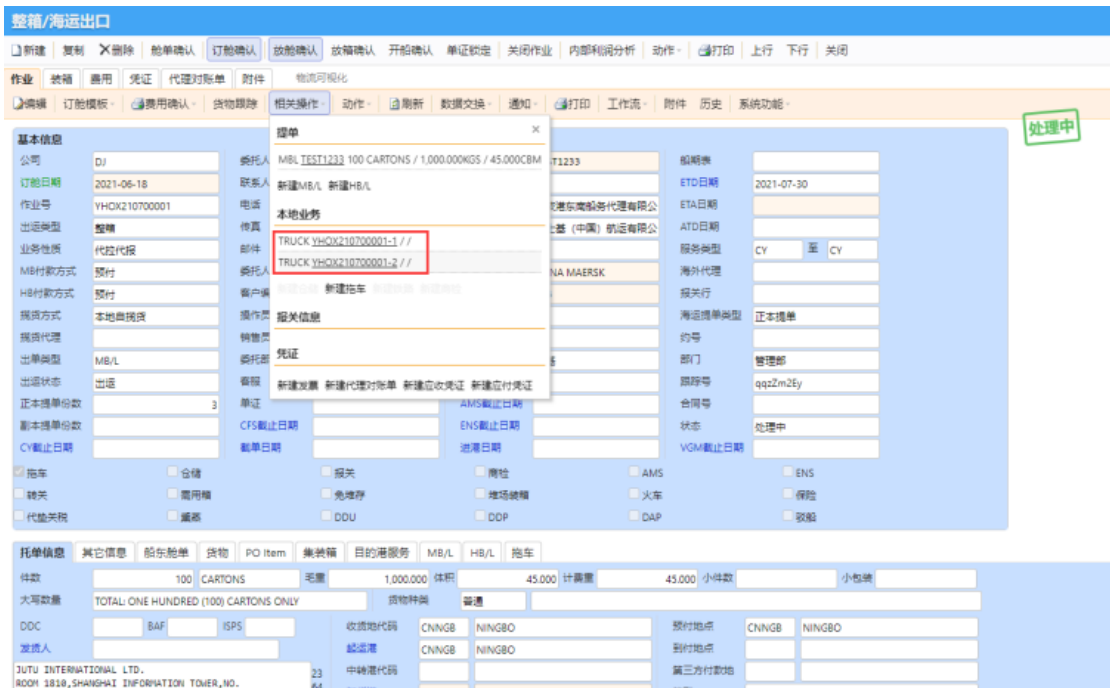 整箱/海运出口
新建 复制 删除 舱单确认 订舱确认 放舱确认 放箱确认 开船确认 单证锁定 关闭作业 内部利润分析 动作 打印 上行 下行 关闭
作业 装箱 费用 凭证 代理对账单 附件 物流可视化
编辑 订舱模板 费用确认 货物跟踪 相关操作 动作 刷新 数据交换 通知 打印 工作流 附件 历史 系统功能
处理中
基本信息
提单 ×
公司 DJ 委托人 MBL TEST1233 100 CARTONS / 1,000.000KGS / 45.000CBM T1233 船期表
订舱日期 2021-06-18 联系人 新建MB/L 新建HB/L ETD日期 2021-07-30
作业号 YHOX210700001 电话 本地业务 港东南船务代理有限公 ETA日期
出运类型 整箱 传真 TRUCK YHOX210700001-1 / / 士基（中国）航运有限公 ATD日期
业务性质 代拉代报 邮件 TRUCK YHOX210700001-2 / / 服务类型 CY 至 CY
MB付款方式 预付 委托人 新建拖车 NA MAERSK 海外代理
HB付款方式 预付 客户编 报关行
揽货方式 本地自揽货 操作员 报关信息 海运提单类型 正本提单
揽货代理 销售员 约号
出单类型 MB/L 委托部 凭证 部门 管理部
出运状态 出运 客服 新建发票 新建代理对账单 新建应收凭证 新建应付凭证 跟踪号 qqzZm2Ey
正本提单份数 3 单证 AMS截止日期 合同号
副本提单份数 CFS截止日期 ENS截止日期 状态 处理中
CY截止日期 截单日期 进港日期 VGM截止日期
拖车 仓储 报关 商检 AMS ENS
转关 需用箱 免堆存 堆场装箱 火车 保险
代垫关税 熏蒸 DDU DDP DAP 驳船
托单信息 其它信息 船东舱单 货物 PO Item 集装箱 目的港服务 MB/L HB/L 拖车
件数 100 CARTONS 毛重 1,000.000 体积 45.000 计费重 45.000 小件数 小包装
大写数量 TOTAL: ONE HUNDRED (100) CARTONS ONLY 货物种类 普通
DDC BAF ISPS 收货地代码 CNNGB NINGBO 预付地点 CNNGB NINGBO
发货人 起运港 CNNGB NINGBO 到付地点
JUTU INTERNATIONAL LTD. 23 中转港代码 第三方付款地
ROOM 1810,SHANGHAI INFORMATION TOWER,NO. 64